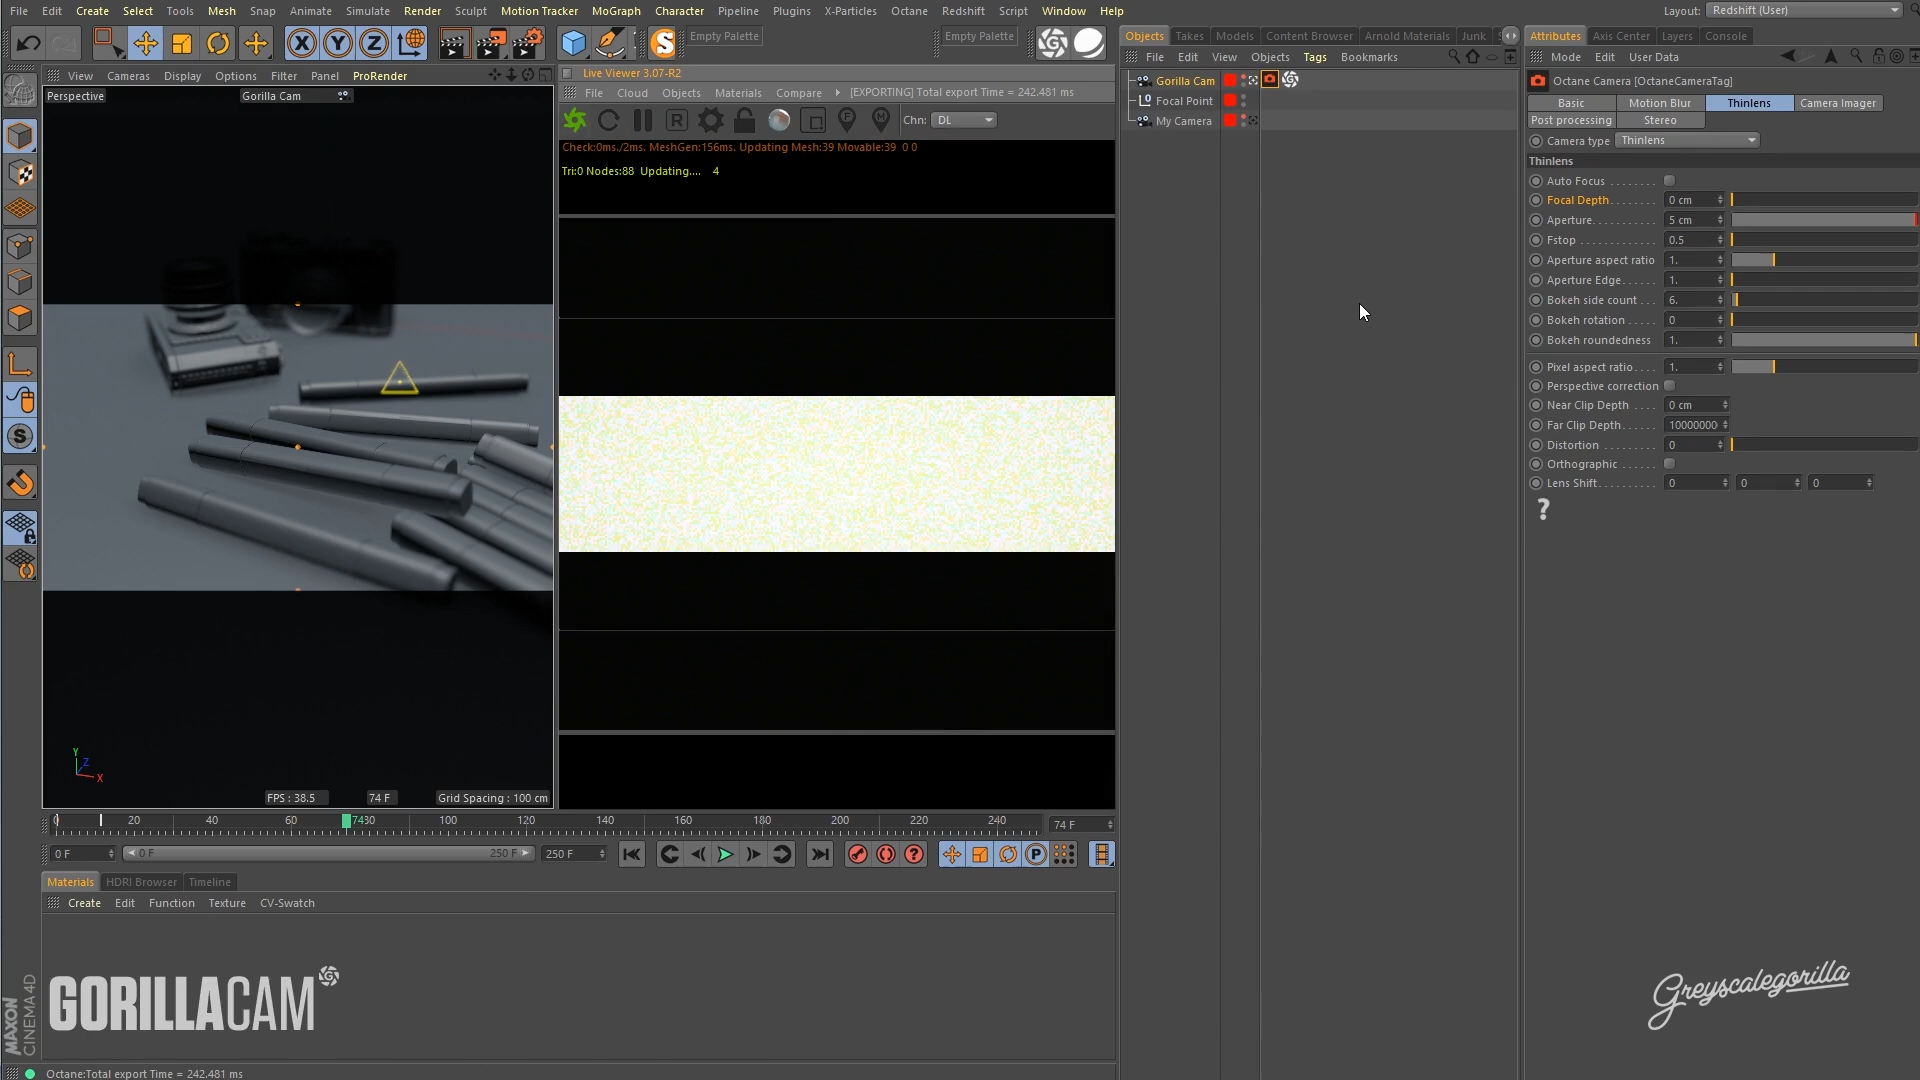 File Edit Create Select Tools Mesh Snap Animate Simulate Render Sculpt Motion Tracker MoGraph Character Pipeline Plugins X-Particles Octane Redshift Script Window Help
Layout: Redshift (User)
Empty Palette
Empty Palette
X Y Z
View Cameras Display Options Filter Panel ProRender
Perspective
Gorilla Cam
Y
Z
X
FPS : 38.5
74 F
Grid Spacing : 100 cm
Live Viewer 3.07-R2
File Cloud Objects Materials Compare [EXPORTING] Total export Time = 242.481 ms
Chn: DL
Check:0ms./2ms. MeshGen:156ms. Updating Mesh:39 Movable:39 0 0
Tri:0 Nodes:88 Updating.... 4
0 20 40 60 7430 100 120 140 160 180 200 220 240
74 F
0 F
0 F
250 F
250 F
Materials HDRI Browser Timeline
Create Edit Function Texture CV-Swatch
GORILLACAM
MAXON
CINEMA 4D
Octane:Total export Time = 242.481 ms
Objects Takes Models Content Browser Arnold Materials Junk
File Edit View Objects Tags Bookmarks
Gorilla Cam
Focal Point
My Camera
Attributes Axis Center Layers Console
Mode Edit User Data
Octane Camera [OctaneCameraTag]
Basic Motion Blur Thinlens Camera Imager
Post processing Stereo
Camera type Thinlens
Thinlens
Auto Focus . . . . . . . .
Focal Depth . . . . . . . 0 cm
Aperture . . . . . . . . . . 5 cm
Fstop . . . . . . . . . . . . 0.5
Aperture aspect ratio 1.
Aperture Edge . . . . . 1.
Bokeh side count . . . 6.
Bokeh rotation . . . . . 0
Bokeh roundedness 1.
Pixel aspect ratio . . . . 1.
Perspective correction
Near Clip Depth . . . . 0 cm
Far Clip Depth . . . . . . 10000000
Distortion . . . . . . . . 0
Orthographic . . . . . .
Lens Shift . . . . . . . . . . 0 0 0
?
Greyscalegorilla